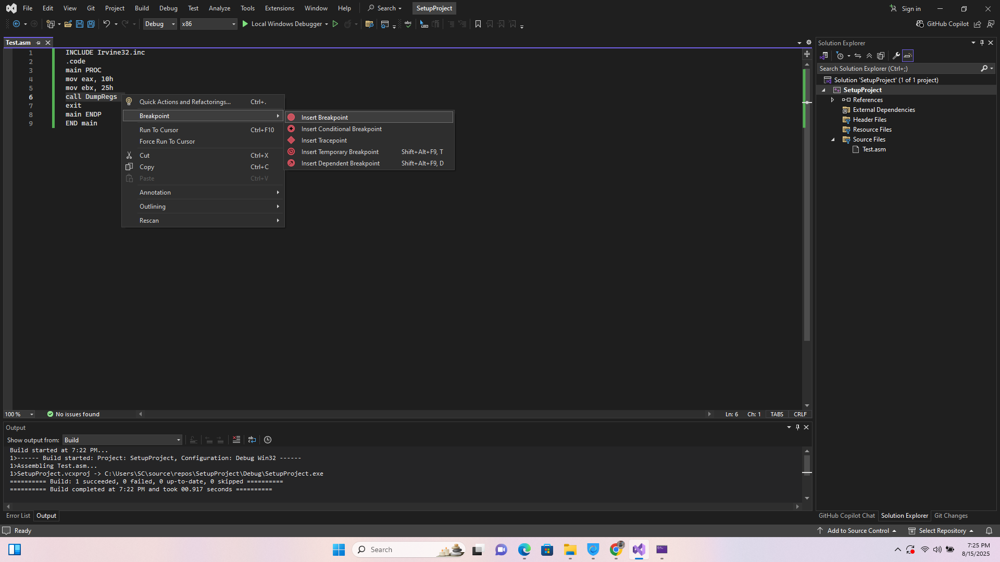 File Edit View Git Project Build Debug Test Analyze Tools Extensions Window Help Search SetupProject Sign in
Debug x86 Local Windows Debugger GitHub Copilot
Test.asm
1 INCLUDE Irvine32.inc
2 .code
3 main PROC
4 mov eax, 10h
5 mov ebx, 25h
6 call DumpRegs
7 exit
8 main ENDP
9 END main
Quick Actions and Refactorings... Ctrl+.
Breakpoint
Run To Cursor Ctrl+F10
Force Run To Cursor
Cut Ctrl+X
Copy Ctrl+C
Paste Ctrl+V
Annotation
Outlining
Rescan
Insert Breakpoint
Insert Conditional Breakpoint
Insert Tracepoint
Insert Temporary Breakpoint Shift+Alt+F9, T
Insert Dependent Breakpoint Shift+Alt+F9, D
Solution Explorer
Search Solution Explorer (Ctrl+;)
Solution 'SetupProject' (1 of 1 project)
SetupProject
References
External Dependencies
Header Files
Resource Files
Source Files
Test.asm
100 % No issues found Ln: 6 Ch: 1 TABS CRLF
Output
Show output from: Build
Build started at 7:22 PM...
1>------ Build started: Project: SetupProject, Configuration: Debug Win32 ------
1>Assembling Test.asm...
1>SetupProject.vcxproj -> C:\Users\SC\source\repos\SetupProject\Debug\SetupProject.exe
========== Build: 1 succeeded, 0 failed, 0 up-to-date, 0 skipped ==========
========== Build completed at 7:22 PM and took 00.917 seconds ==========
Error List Output
GitHub Copilot Chat Solution Explorer Git Changes
Ready Add to Source Control Select Repository
Search
7:25 PM
8/15/2025